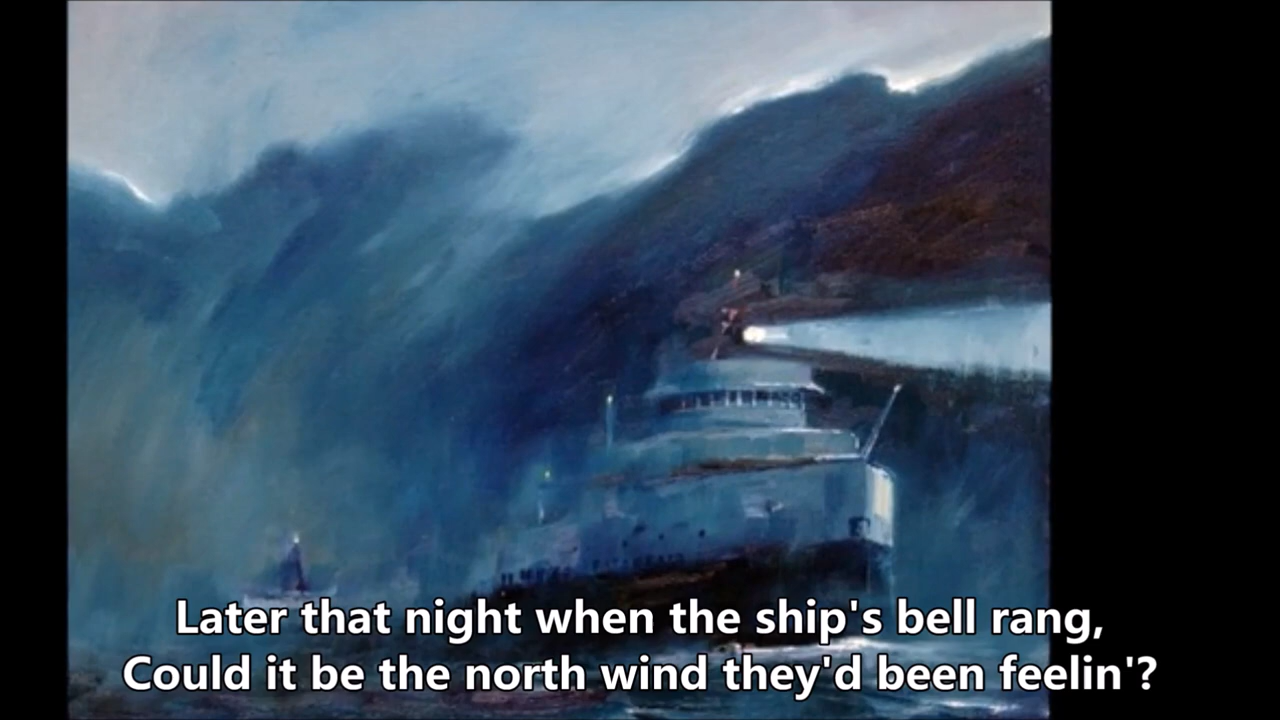 Later that night when the ship's bell rang,
Could it be the north wind they'd been feelin'?